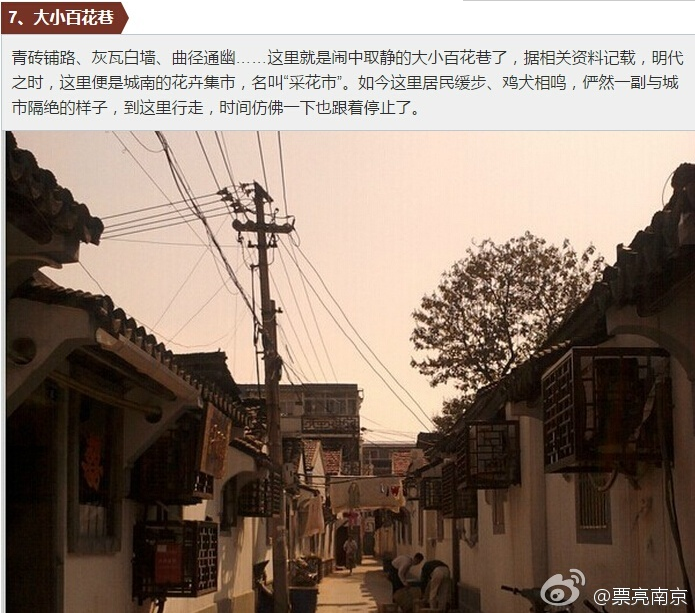 7、大小百花巷
青砖铺路、灰瓦白墙、曲径通幽……这里就是闹中取静的大小百花巷了，据相关资料记载，明代
之时，这里便是城南的花卉集市，名叫“采花市”。如今这里居民缓步、鸡犬相鸣，俨然一副与城
市隔绝的样子，到这里行走，时间仿佛一下也跟着停止了。
@票亮南京